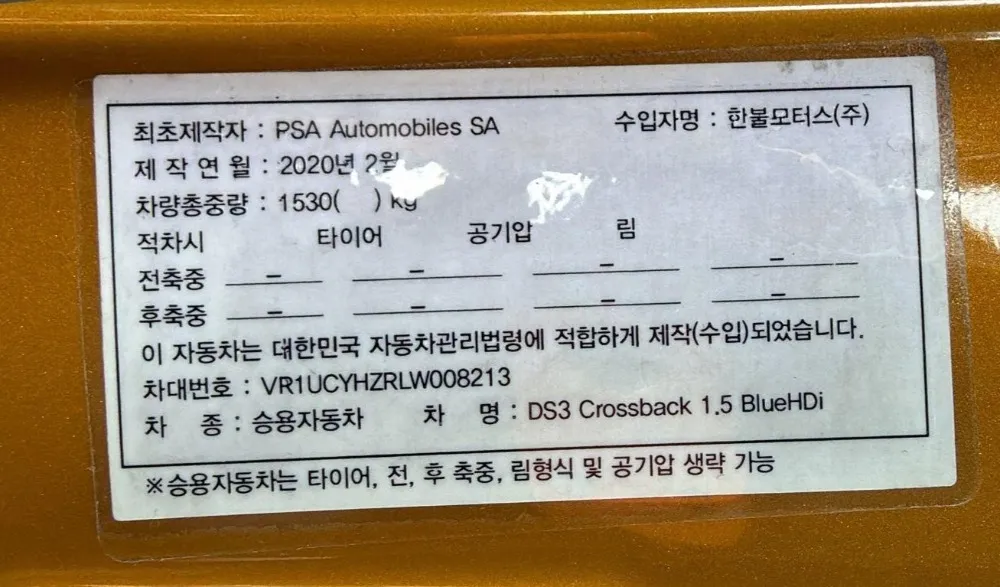 최초제작자 : PSA Automobiles SA 수입자명 : 한불모터스(주)
제 작 연 월 : 2020년 2월
차량총중량 : 1530( ) kg
적차시 타이어 공기압 림
전축중 – – – –
후축중 – – – –
이 자동차는 대한민국 자동차관리법령에 적합하게 제작(수입)되었습니다.
차대번호 : VR1UCYHZRLW008213
차 종 : 승용자동차 차 명 : DS3 Crossback 1.5 BlueHDi
※승용자동차는 타이어, 전, 후 축중, 림형식 및 공기압 생략 가능